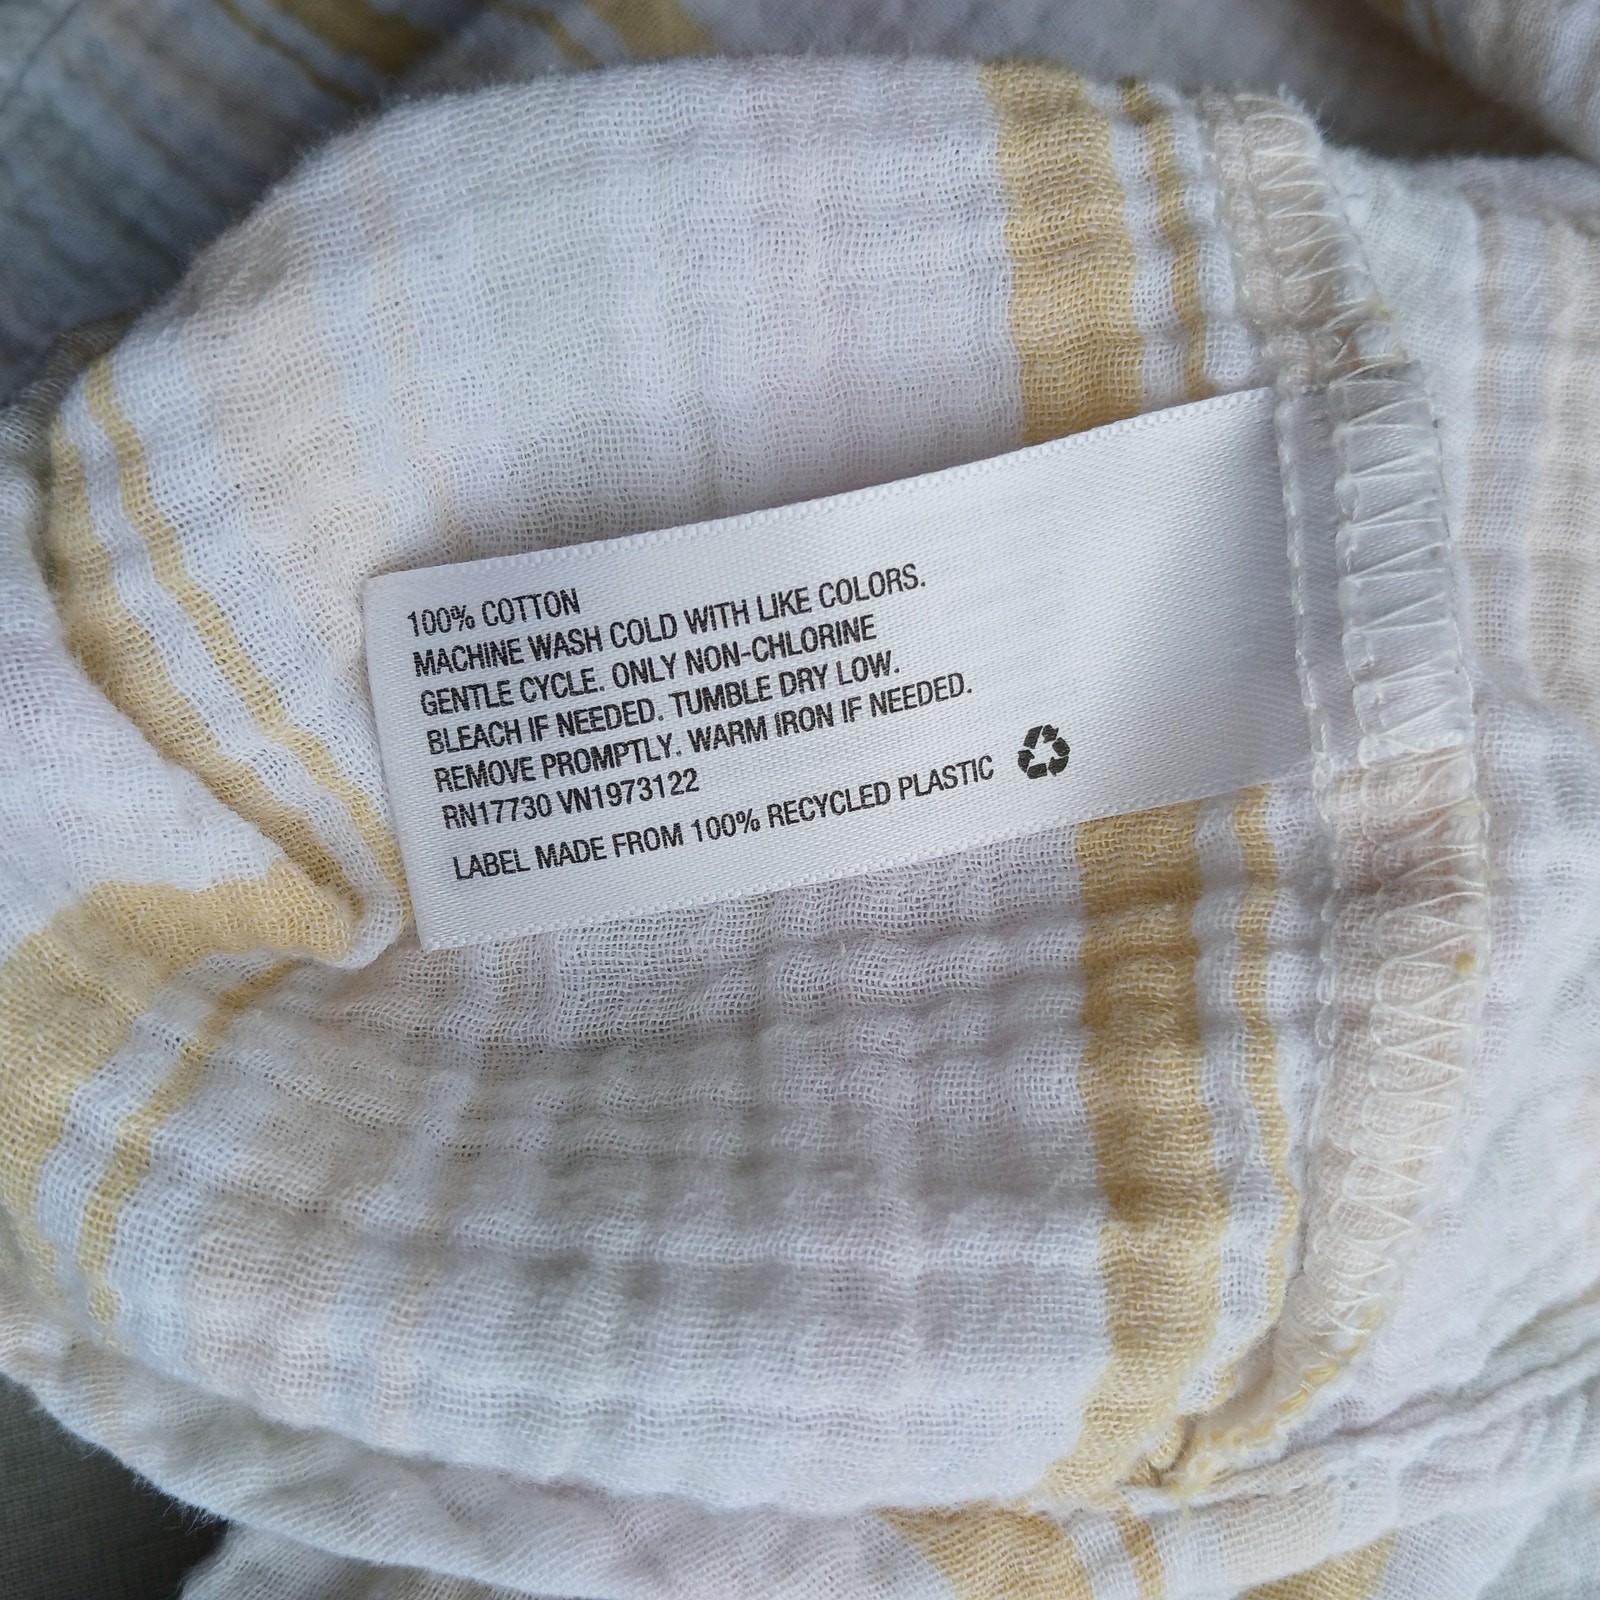 100% COTTON
MACHINE WASH COLD WITH LIKE COLORS.
GENTLE CYCLE. ONLY NON-CHLORINE
BLEACH IF NEEDED. TUMBLE DRY LOW.
REMOVE PROMPTLY. WARM IRON IF NEEDED.
RN17730 VN1973122
LABEL MADE FROM 100% RECYCLED PLASTIC